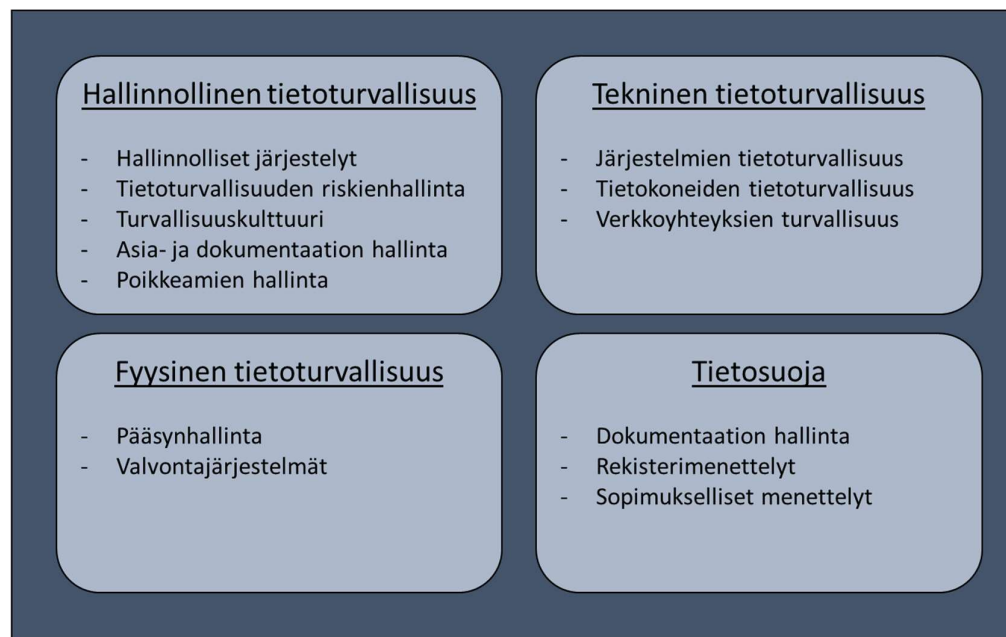 Hallinnollinen tietoturvallisuus
- Hallinnolliset järjestelyt
- Tietoturvallisuuden riskienhallinta
- Turvallisuuskulttuuri
- Asia- ja dokumentaation hallinta
- Poikkeamien hallinta
Tekninen tietoturvallisuus
- Järjestelmien tietoturvallisuus
- Tietokoneiden tietoturvallisuus
- Verkkoyhteyksien turvallisuus
Fyysinen tietoturvallisuus
- Pääsynhallinta
- Valvontajärjestelmät
Tietosuoja
- Dokumentaation hallinta
- Rekisterimenettelyt
- Sopimukselliset menettelyt